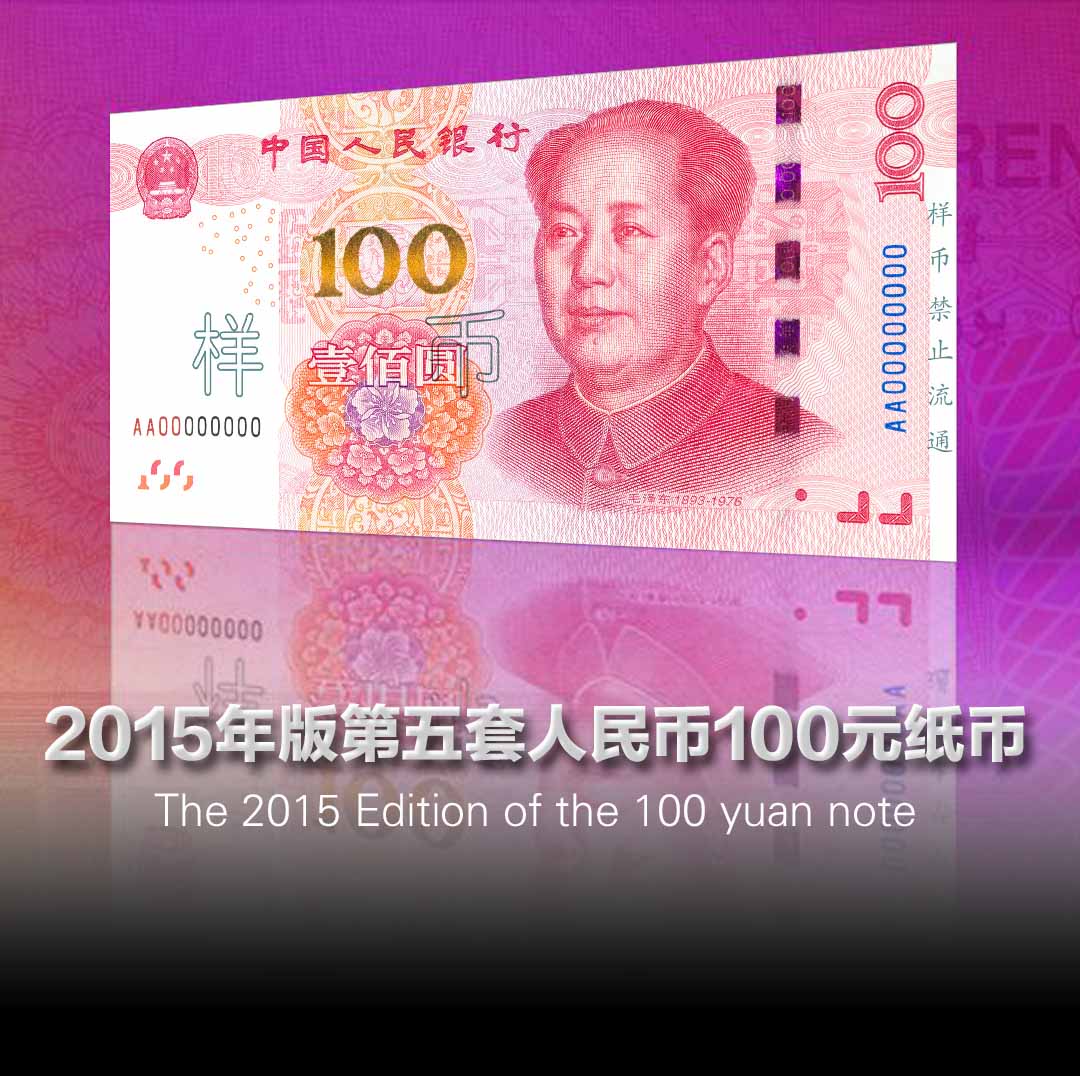 中国人民银行
100
100
样币
壹佰圆
AA00000000
AA00000000
样币禁止流通
毛泽东 1893-1976
2015年版第五套人民币100元纸币
The 2015 Edition of the 100 yuan note